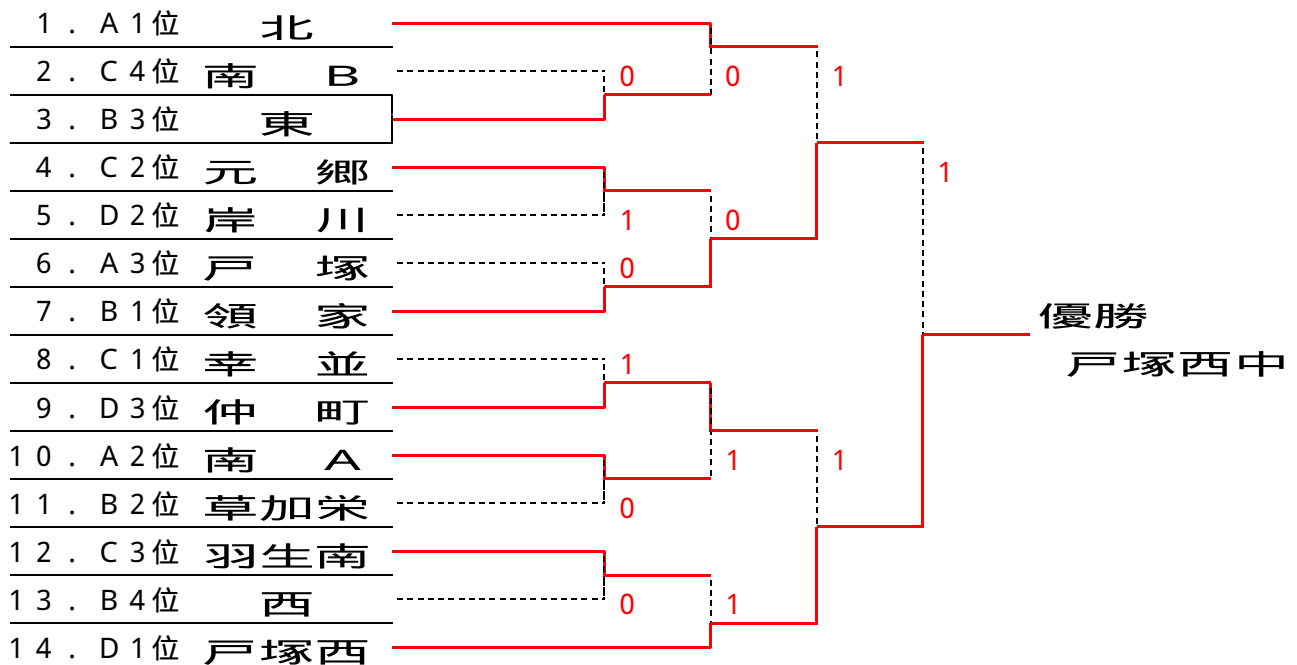 1. A1位 北
2. C4位 南 B
0 0 1
3. B3位 東
4. C2位 元 郷
1
5. D2位 岸 川
1 0
6. A3位 戸 塚
0
7. B1位 領 家
優勝
8. C1位 幸 並
1
戸塚西中
9. D3位 仲 町
10. A2位 南 A
1 1
11. B2位 草加栄
0
12. C3位 羽生南
13. B4位 西
0 1
14. D1位 戸塚西